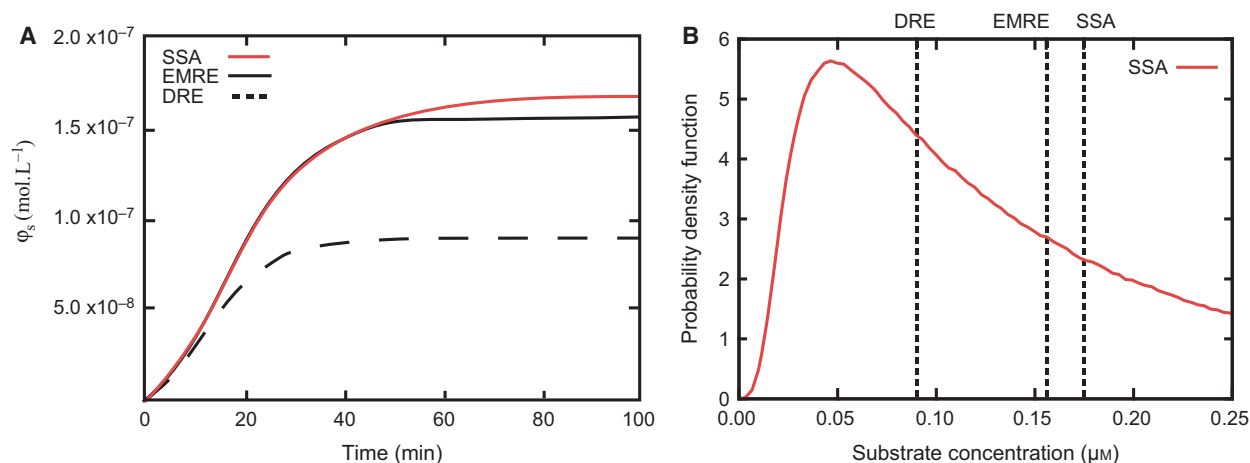 A
φs (mol.L−1)
2.0 x10−7
1.5 x10−7
1.0 x10−7
5.0 x10−8
0
SSA
EMRE
DRE
0 20 40 60 80 100
Time (min)
B
DRE EMRE SSA
Probability density function
6
5
4
3
2
1
0
SSA
0.00 0.05 0.10 0.15 0.20 0.25
Substrate concentration (μM)